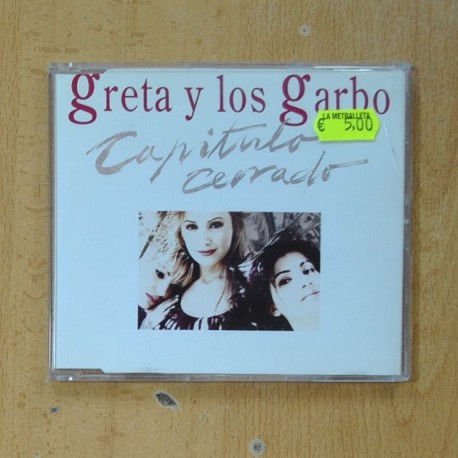 greta y los garbo
LA METRALLETA
€ 5,00
Capitulo
cerrado